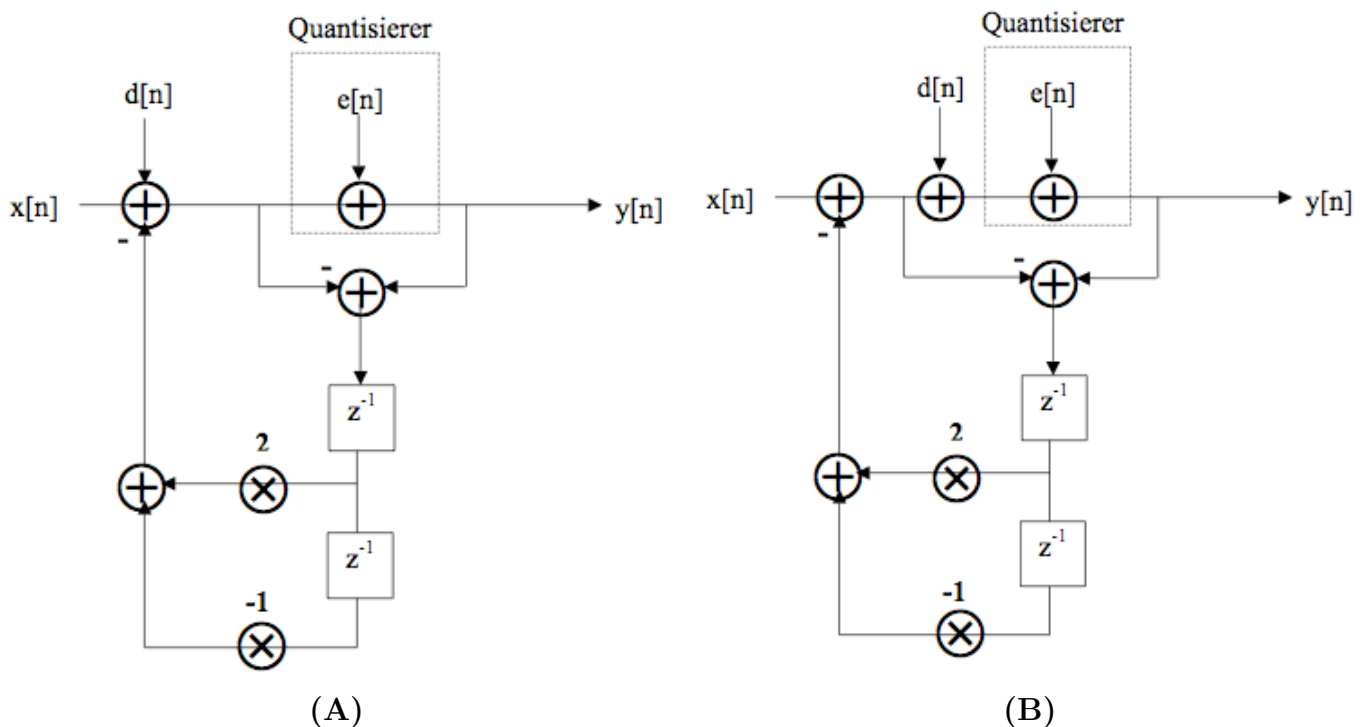 Quantisierer
d[n]
e[n]
x[n]
-
y[n]
-
z⁻¹
2
z⁻¹
-1
(A)
Quantisierer
d[n]
e[n]
x[n]
-
y[n]
-
z⁻¹
2
z⁻¹
-1
(B)